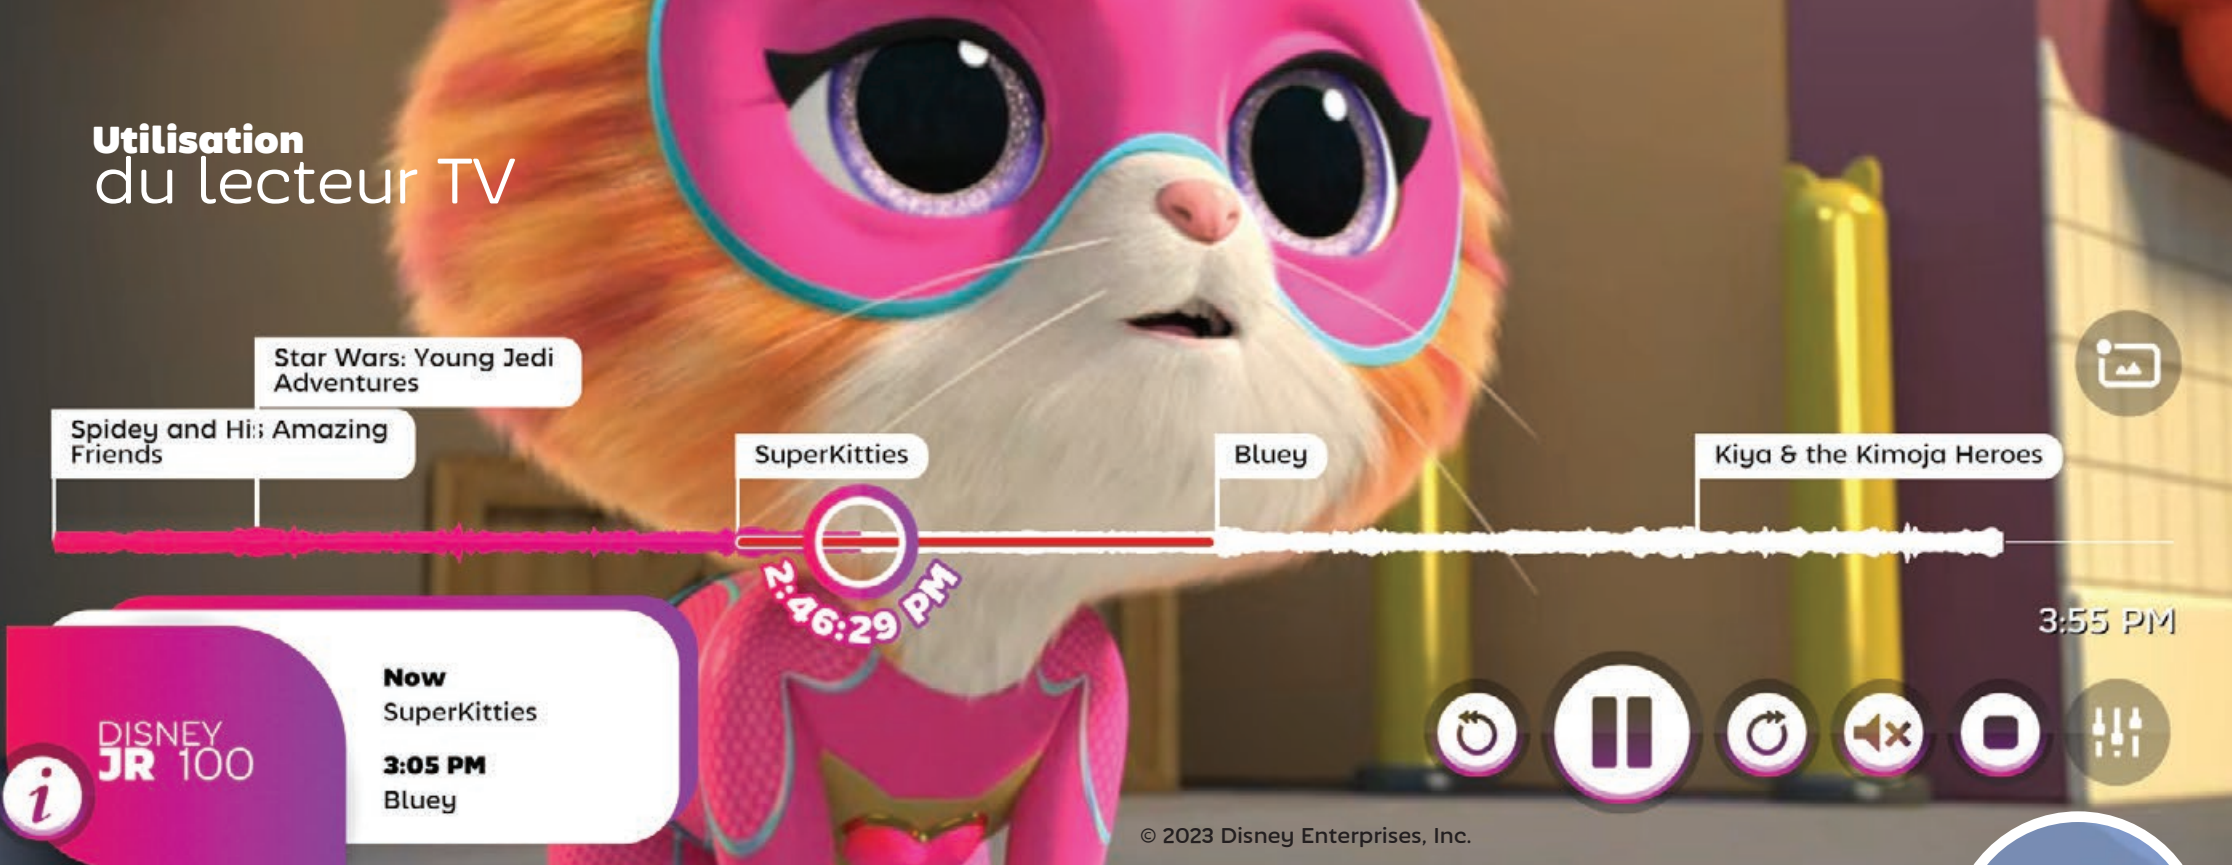 Utilisation
du lecteur TV
Star Wars: Young Jedi
Adventures
Spidey and His Amazing
Friends
SuperKitties
Bluey
Kiya & the Kimoja Heroes
2:46:29 PM
3:55 PM
DISNEY
JR 100
i
Now
SuperKitties
3:05 PM
Bluey
© 2023 Disney Enterprises, Inc.